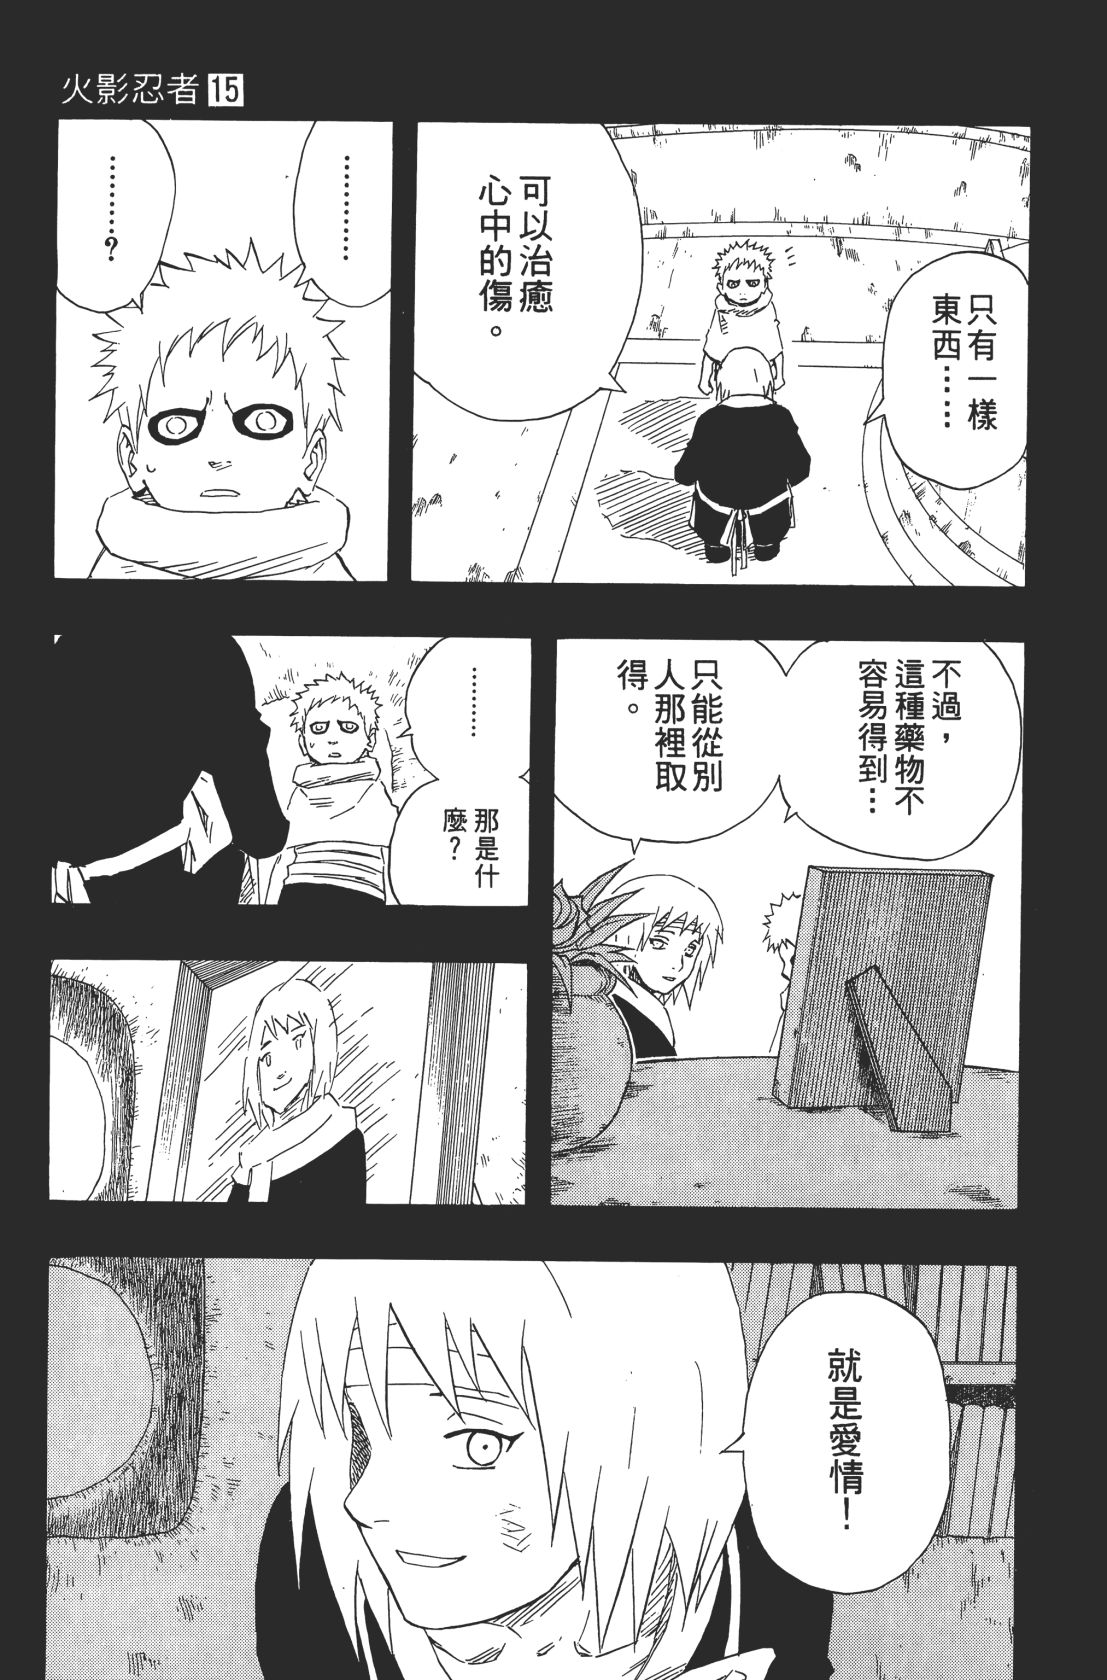 火影忍者15
只有一樣
東西……
可以治癒
心中的傷。
………
………?
不過，
這種藥物不
容易得到…
只能從別
人那裡取
得。
………
那是什
麼?
就是愛情！